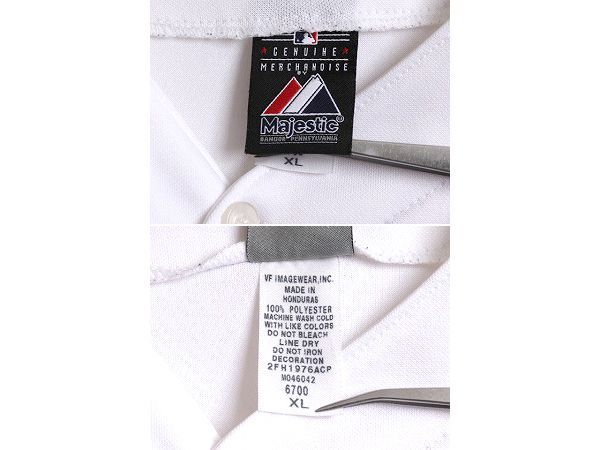 GENUINE
MERCHANDISE
BY
Majestic®
BANGOR PENNSYLVANIA
XL
VF IMAGEWEAR, INC.
MADE IN
HONDURAS
100% POLYESTER
MACHINE WASH COLD
WITH LIKE COLORS
DO NOT BLEACH
LINE DRY
DO NOT IRON
DECORATION
2FH1976ACP
M046042
6700
XL